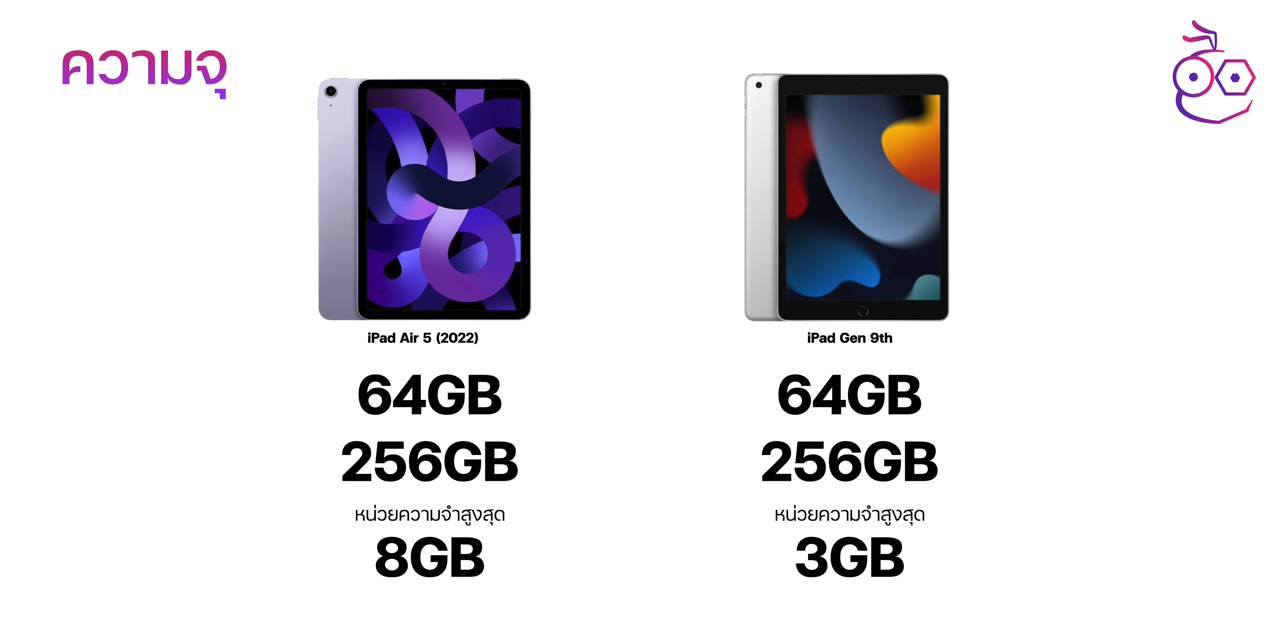 ความจุ
iPad Air 5 (2022)
64GB
256GB
หน่วยความจำสูงสุด
8GB
iPad Gen 9th
64GB
256GB
หน่วยความจำสูงสุด
3GB